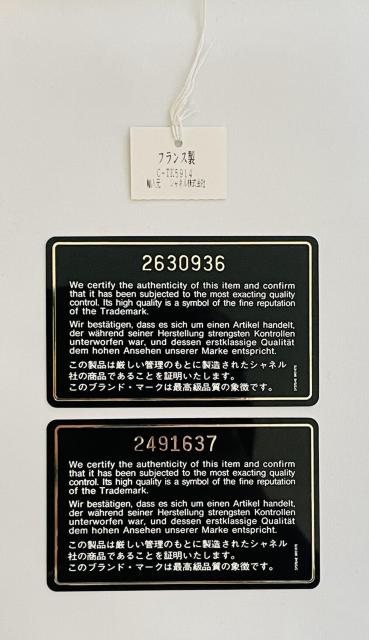 フランス製
輸入元 シャネル株式会社
2630936
We certify the authenticity of this item and confirm
that it has been subjected to the most exacting quality
control. Its high quality is a symbol of the fine reputation
of the Trademark.
Wir bestätigen, dass es sich um einen Artikel handelt,
der während seiner Herstellung strengsten Kontrollen
unterworfen war, und dessen erstklassige Qualität
dem hohen Ansehen unserer Marke entspricht.
この製品は厳しい管理のもとに製造されたシャネル
社の商品であることを証明いたします。
このブランド・マークは最高級品質の象徴です。
2491637
We certify the authenticity of this item and confirm
that it has been subjected to the most exacting quality
control. Its high quality is a symbol of the fine reputation
of the Trademark.
Wir bestätigen, dass es sich um einen Artikel handelt,
der während seiner Herstellung strengsten Kontrollen
unterworfen war, und dessen erstklassige Qualität
dem hohen Ansehen unserer Marke entspricht.
この製品は厳しい管理のもとに製造されたシャネル
社の商品であることを証明いたします。
このブランド・マークは最高級品質の象徴です。